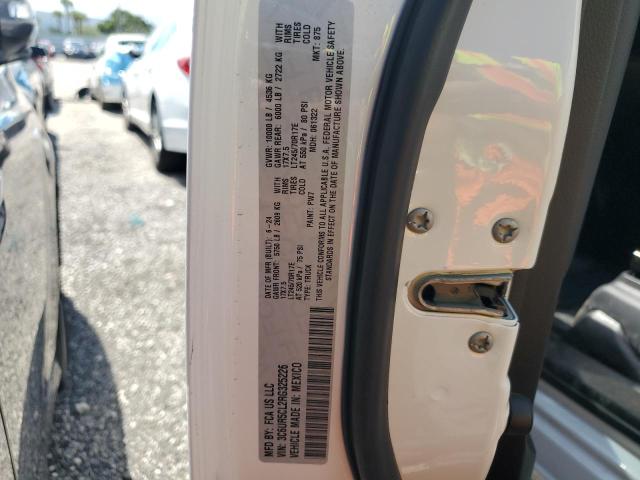 MFD BY: FCA US LLC
DATE OF MFR (BUILT): 6-24
GVWR: 10000 LB / 4536 KG
GAWR FRONT: 5750 LB / 2608 KG
WITH
GAWR REAR: 6000 LB / 2722 KG
WITH
17X7.5
RIMS
17X7.5
RIMS
LT245/70R17E
TIRES
LT245/70R17E
TIRES
AT 520 kPa / 75 PSI
COLD
AT 550 kPa / 80 PSI
COLD
VIN: 3C6UR5CL2RG325226
TYPE: TRUCK
PAINT: PW7
MDH: 061322
MKT: 875
VEHICLE MADE IN: MEXICO
THIS VEHICLE CONFORMS TO ALL APPLICABLE U.S.A. FEDERAL MOTOR VEHICLE SAFETY
STANDARDS IN EFFECT ON THE DATE OF MANUFACTURE SHOWN ABOVE.